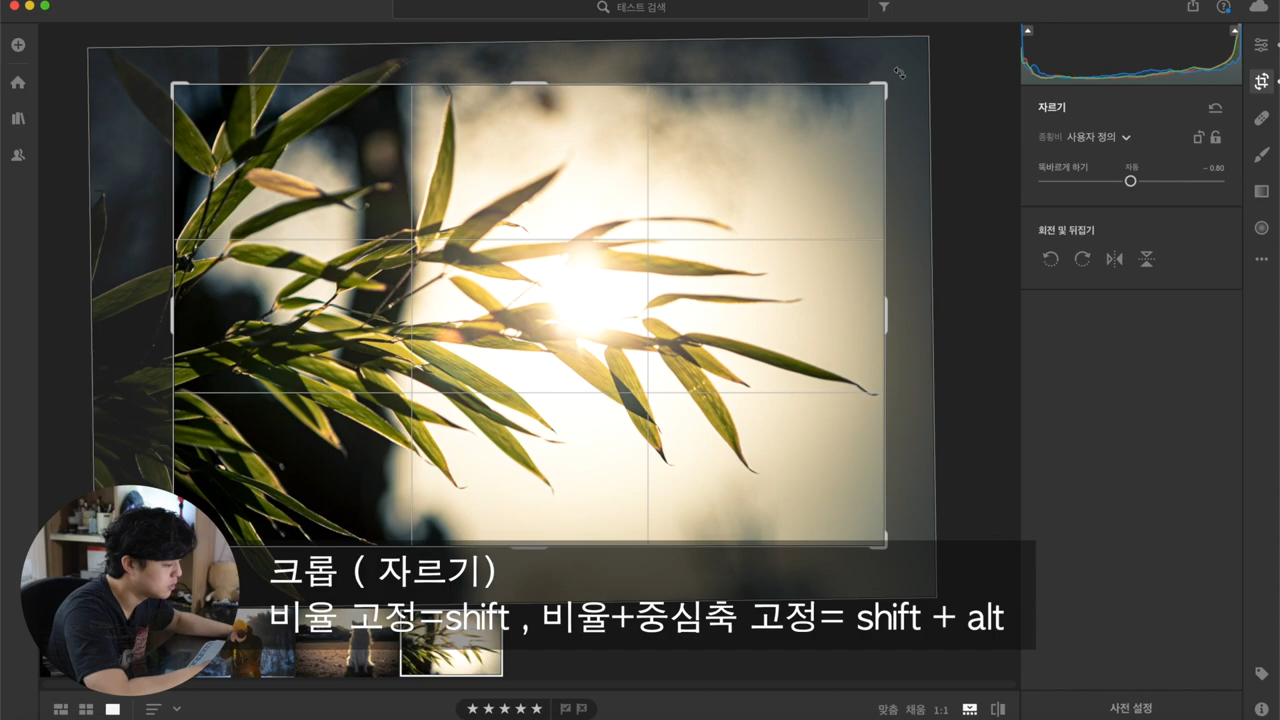 테스트 검색
자르기
종횡비 사용자 정의
똑바르게 하기 자동 – 0.80
회전 및 뒤집기
크롭 ( 자르기)
비율 고정=shift , 비율+중심축 고정= shift + alt
맞춤 채움 1:1
사전 설정